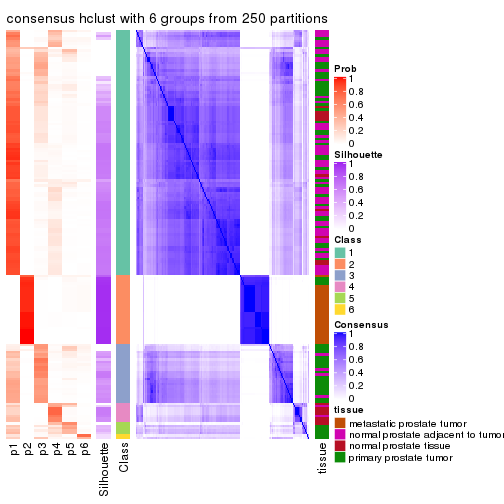 consensus hclust with 6 groups from 250 partitions
Prob
1
0.8
0.6
0.4
0.2
0
Silhouette
1
0.8
0.6
0.4
0.2
0
Class
1
2
3
4
5
6
Consensus
1
0.8
0.6
0.4
0.2
0
tissue
metastatic prostate tumor
normal prostate adjacent to tumor
normal prostate tissue
primary prostate tumor
p1
p2
p3
p4
p5
p6
Silhouette
Class
tissue